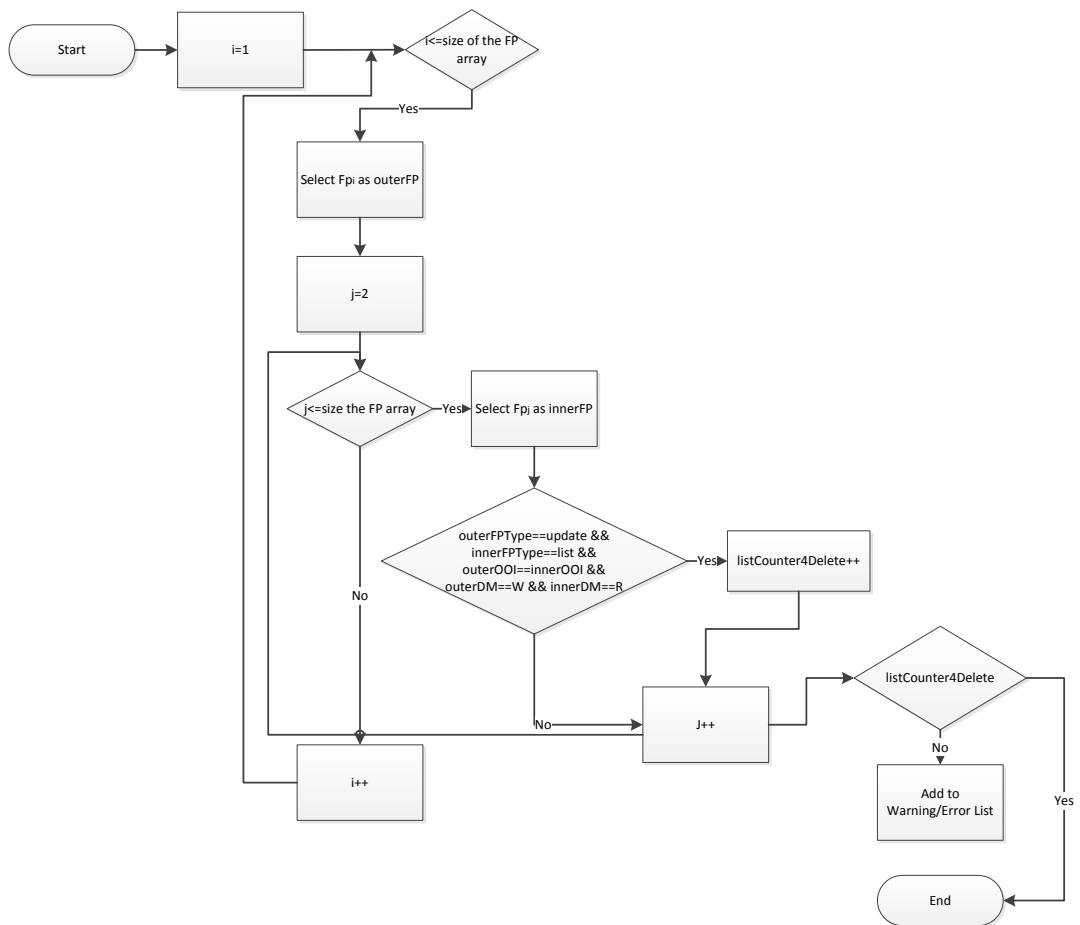 Start
i=1
i<=size of the FP
array
Yes
Select Fpi as outerFP
j=2
j<=size the FP array
Yes
Select Fpj as innerFP
outerFPType==update &&
innerFPType==list &&
outerOOI==innerOOI &&
outerDM==W && innerDM==R
Yes
listCounter4Delete++
No
No
J++
listCounter4Delete
No
Yes
i++
Add to
Warning/Error List
End